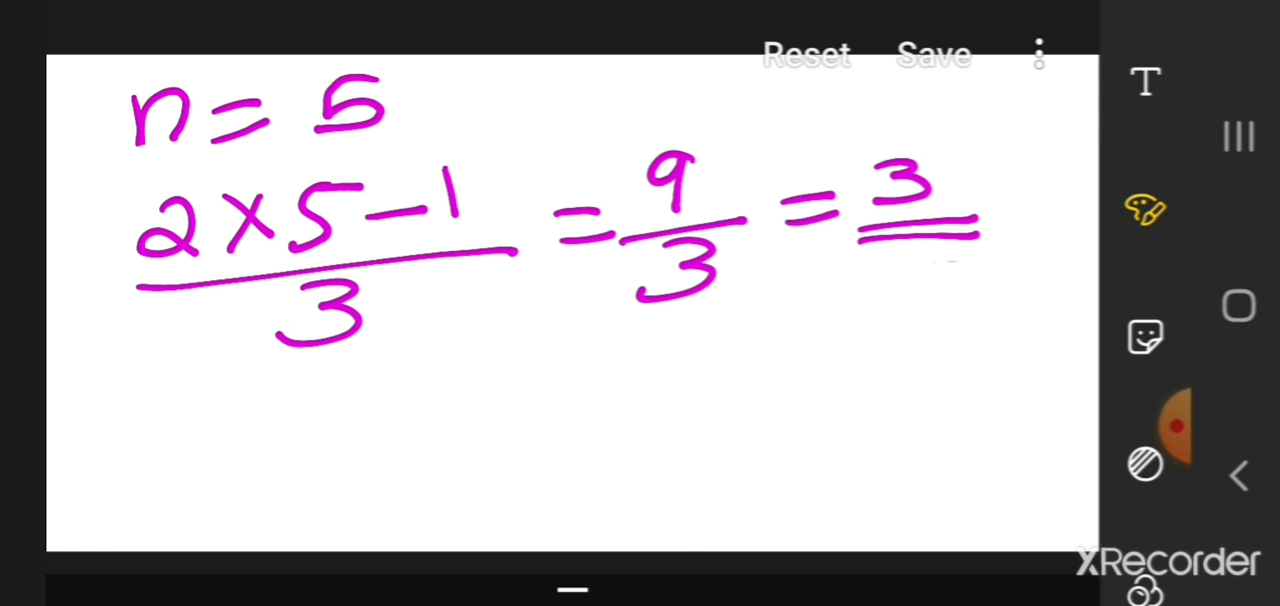 Reset Save
n = 5
2 × 5 – 1 / 3 = 9 / 3 = 3
T
XRecorder